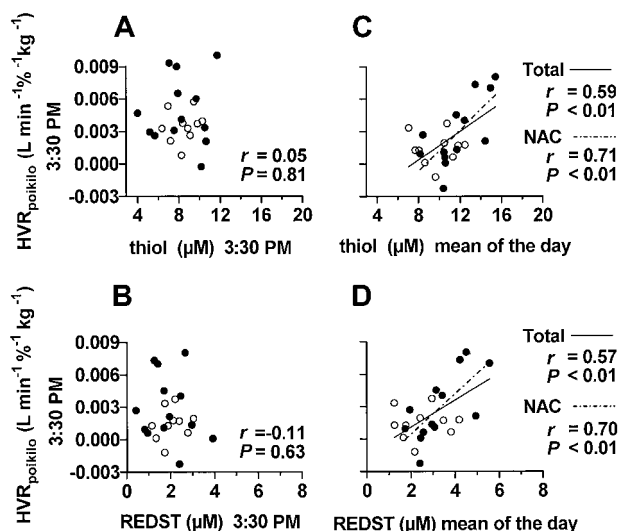 A
HVRpoikilo (L min-1%-1kg-1)
3:30 PM
0.009
0.006
0.003
0.000
-0.003
r = 0.05
P = 0.81
4 8 12 16 20
thiol (µM) 3:30 PM
C
4 8 12 16 20
thiol (µM) mean of the day
Total
r = 0.59
P < 0.01
NAC
r = 0.71
P < 0.01
B
HVRpoikilo (L min-1%-1kg-1)
3:30 PM
0.009
0.006
0.003
0.000
-0.003
r =-0.11
P = 0.63
0 2 4 6 8
REDST (µM) 3:30 PM
D
0 2 4 6 8
REDST (µM) mean of the day
Total
r = 0.57
P < 0.01
NAC
r = 0.70
P < 0.01